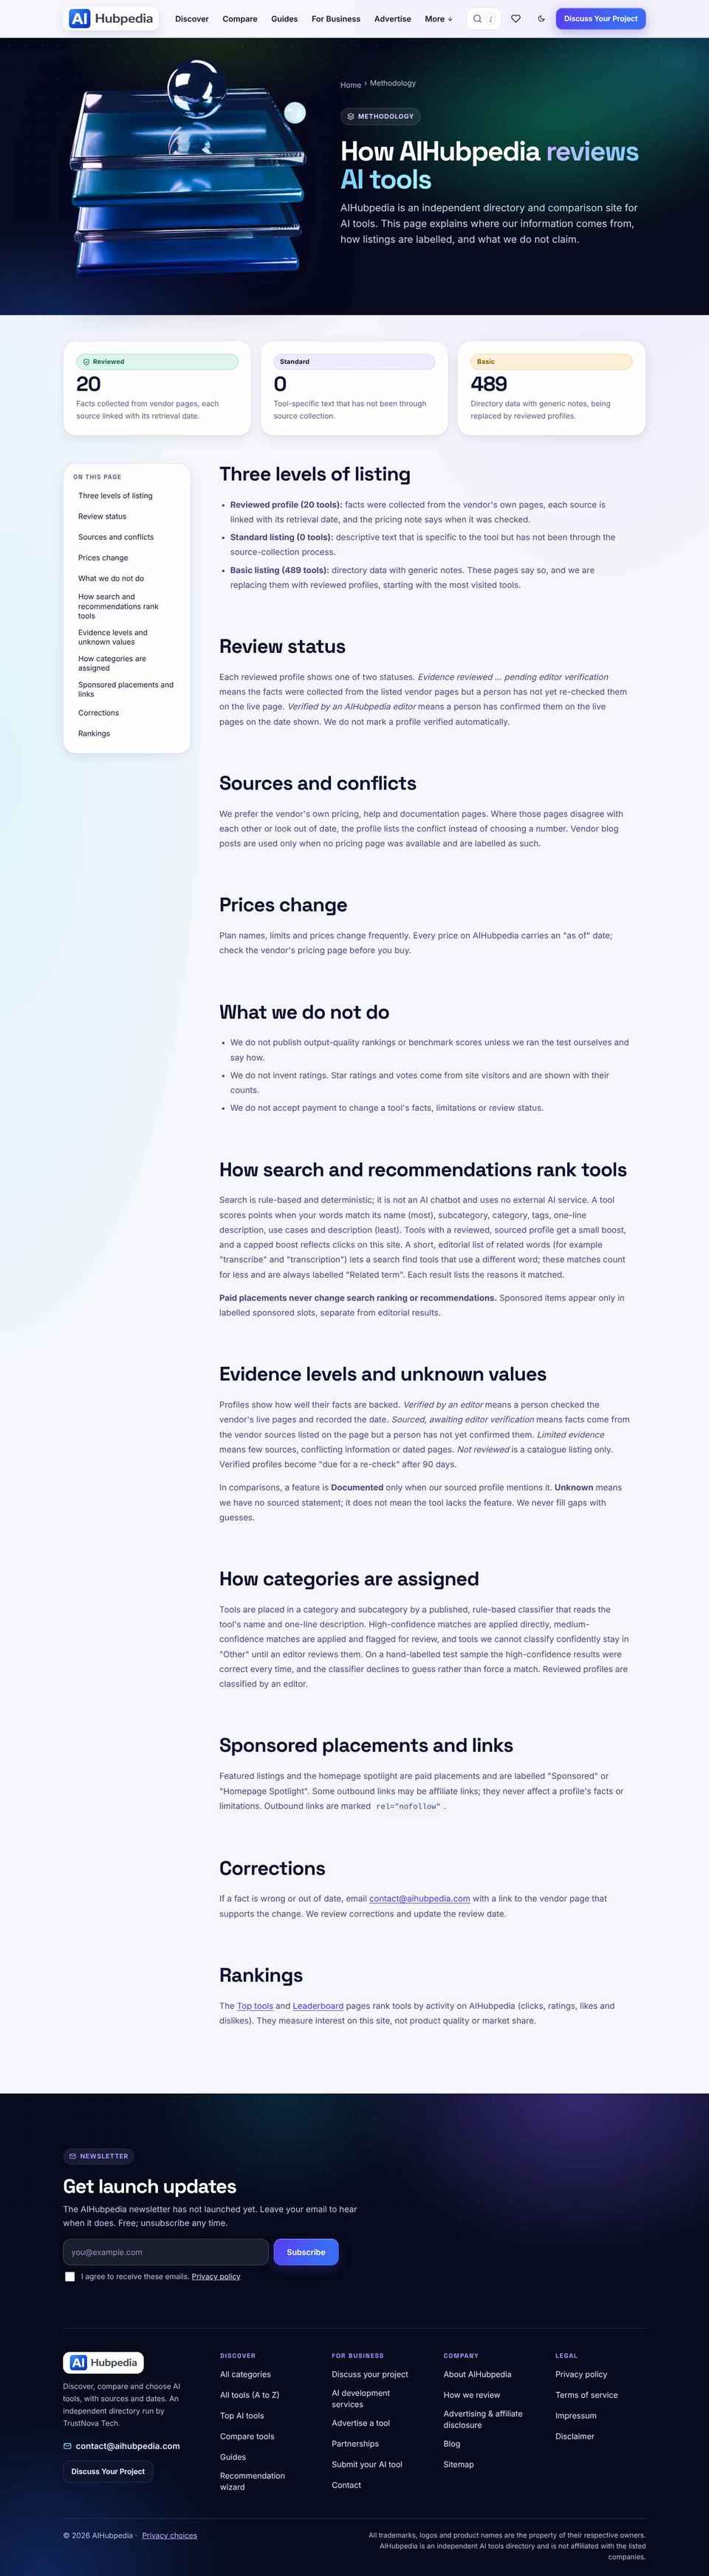 AI Hubpedia
Discover
Compare
Guides
For Business
Advertise
More ↓
/
Discuss Your Project
Home › Methodology
METHODOLOGY
How AIHubpedia reviews
AI tools
AIHubpedia is an independent directory and comparison site for
AI tools. This page explains where our information comes from,
how listings are labelled, and what we do not claim.
Reviewed
20
Facts collected from vendor pages, each
source linked with its retrieval date.
Standard
0
Tool-specific text that has not been through
source collection.
Basic
489
Directory data with generic notes, being
replaced by reviewed profiles.
ON THIS PAGE
Three levels of listing
Review status
Sources and conflicts
Prices change
What we do not do
How search and
recommendations rank
tools
Evidence levels and
unknown values
How categories are
assigned
Sponsored placements and
links
Corrections
Rankings
Three levels of listing
• Reviewed profile (20 tools): facts were collected from the vendor's own pages, each source is
linked with its retrieval date, and the pricing note says when it was checked.
• Standard listing (0 tools): descriptive text that is specific to the tool but has not been through the
source-collection process.
• Basic listing (489 tools): directory data with generic notes. These pages say so, and we are
replacing them with reviewed profiles, starting with the most visited tools.
Review status
Each reviewed profile shows one of two statuses. Evidence reviewed ... pending editor verification
means the facts were collected from the listed vendor pages but a person has not yet re-checked them
on the live page. Verified by an AIHubpedia editor means a person has confirmed them on the live
pages on the date shown. We do not mark a profile verified automatically.
Sources and conflicts
We prefer the vendor's own pricing, help and documentation pages. Where those pages disagree with
each other or look out of date, the profile lists the conflict instead of choosing a number. Vendor blog
posts are used only when no pricing page was available and are labelled as such.
Prices change
Plan names, limits and prices change frequently. Every price on AIHubpedia carries an "as of" date;
check the vendor's pricing page before you buy.
What we do not do
• We do not publish output-quality rankings or benchmark scores unless we ran the test ourselves and
say how.
• We do not invent ratings. Star ratings and votes come from site visitors and are shown with their
counts.
• We do not accept payment to change a tool's facts, limitations or review status.
How search and recommendations rank tools
Search is rule-based and deterministic; it is not an AI chatbot and uses no external AI service. A tool
scores points when your words match its name (most), subcategory, category, tags, one-line
description, use cases and description (least). Tools with a reviewed, sourced profile get a small boost,
and a capped boost reflects clicks on this site. A short, editorial list of related words (for example
"transcribe" and "transcription") lets a search find tools that use a different word; these matches count
for less and are always labelled "Related term". Each result lists the reasons it matched.
Paid placements never change search ranking or recommendations. Sponsored items appear only in
labelled sponsored slots, separate from editorial results.
Evidence levels and unknown values
Profiles show how well their facts are backed. Verified by an editor means a person checked the
vendor's live pages and recorded the date. Sourced, awaiting editor verification means facts come from
the vendor sources listed on the page but a person has not yet confirmed them. Limited evidence
means few sources, conflicting information or dated pages. Not reviewed is a catalogue listing only.
Verified profiles become "due for a re-check" after 90 days.
In comparisons, a feature is Documented only when our sourced profile mentions it. Unknown means
we have no sourced statement; it does not mean the tool lacks the feature. We never fill gaps with
guesses.
How categories are assigned
Tools are placed in a category and subcategory by a published, rule-based classifier that reads the
tool's name and one-line description. High-confidence matches are applied directly, medium-
confidence matches are applied and flagged for review, and tools we cannot classify confidently stay in
"Other" until an editor reviews them. On a hand-labelled test sample the high-confidence results were
correct every time, and the classifier declines to guess rather than force a match. Reviewed profiles are
classified by an editor.
Sponsored placements and links
Featured listings and the homepage spotlight are paid placements and are labelled "Sponsored" or
"Homepage Spotlight". Some outbound links may be affiliate links; they never affect a profile's facts or
limitations. Outbound links are marked rel="nofollow" .
Corrections
If a fact is wrong or out of date, email contact@aihubpedia.com with a link to the vendor page that
supports the change. We review corrections and update the review date.
Rankings
The Top tools and Leaderboard pages rank tools by activity on AIHubpedia (clicks, ratings, likes and
dislikes). They measure interest on this site, not product quality or market share.
NEWSLETTER
Get launch updates
The AIHubpedia newsletter has not launched yet. Leave your email to hear
when it does. Free; unsubscribe any time.
you@example.com
Subscribe
I agree to receive these emails. Privacy policy
AI Hubpedia
Discover, compare and choose AI
tools, with sources and dates. An
independent directory run by
TrustNova Tech.
contact@aihubpedia.com
Discuss Your Project
DISCOVER
All categories
All tools (A to Z)
Top AI tools
Compare tools
Guides
Recommendation
wizard
FOR BUSINESS
Discuss your project
AI development
services
Advertise a tool
Partnerships
Submit your AI tool
Contact
COMPANY
About AIHubpedia
How we review
Advertising & affiliate
disclosure
Blog
Sitemap
LEGAL
Privacy policy
Terms of service
Impressum
Disclaimer
© 2026 AIHubpedia · Privacy choices
All trademarks, logos and product names are the property of their respective owners.
AIHubpedia is an independent AI tools directory and is not affiliated with the listed
companies.